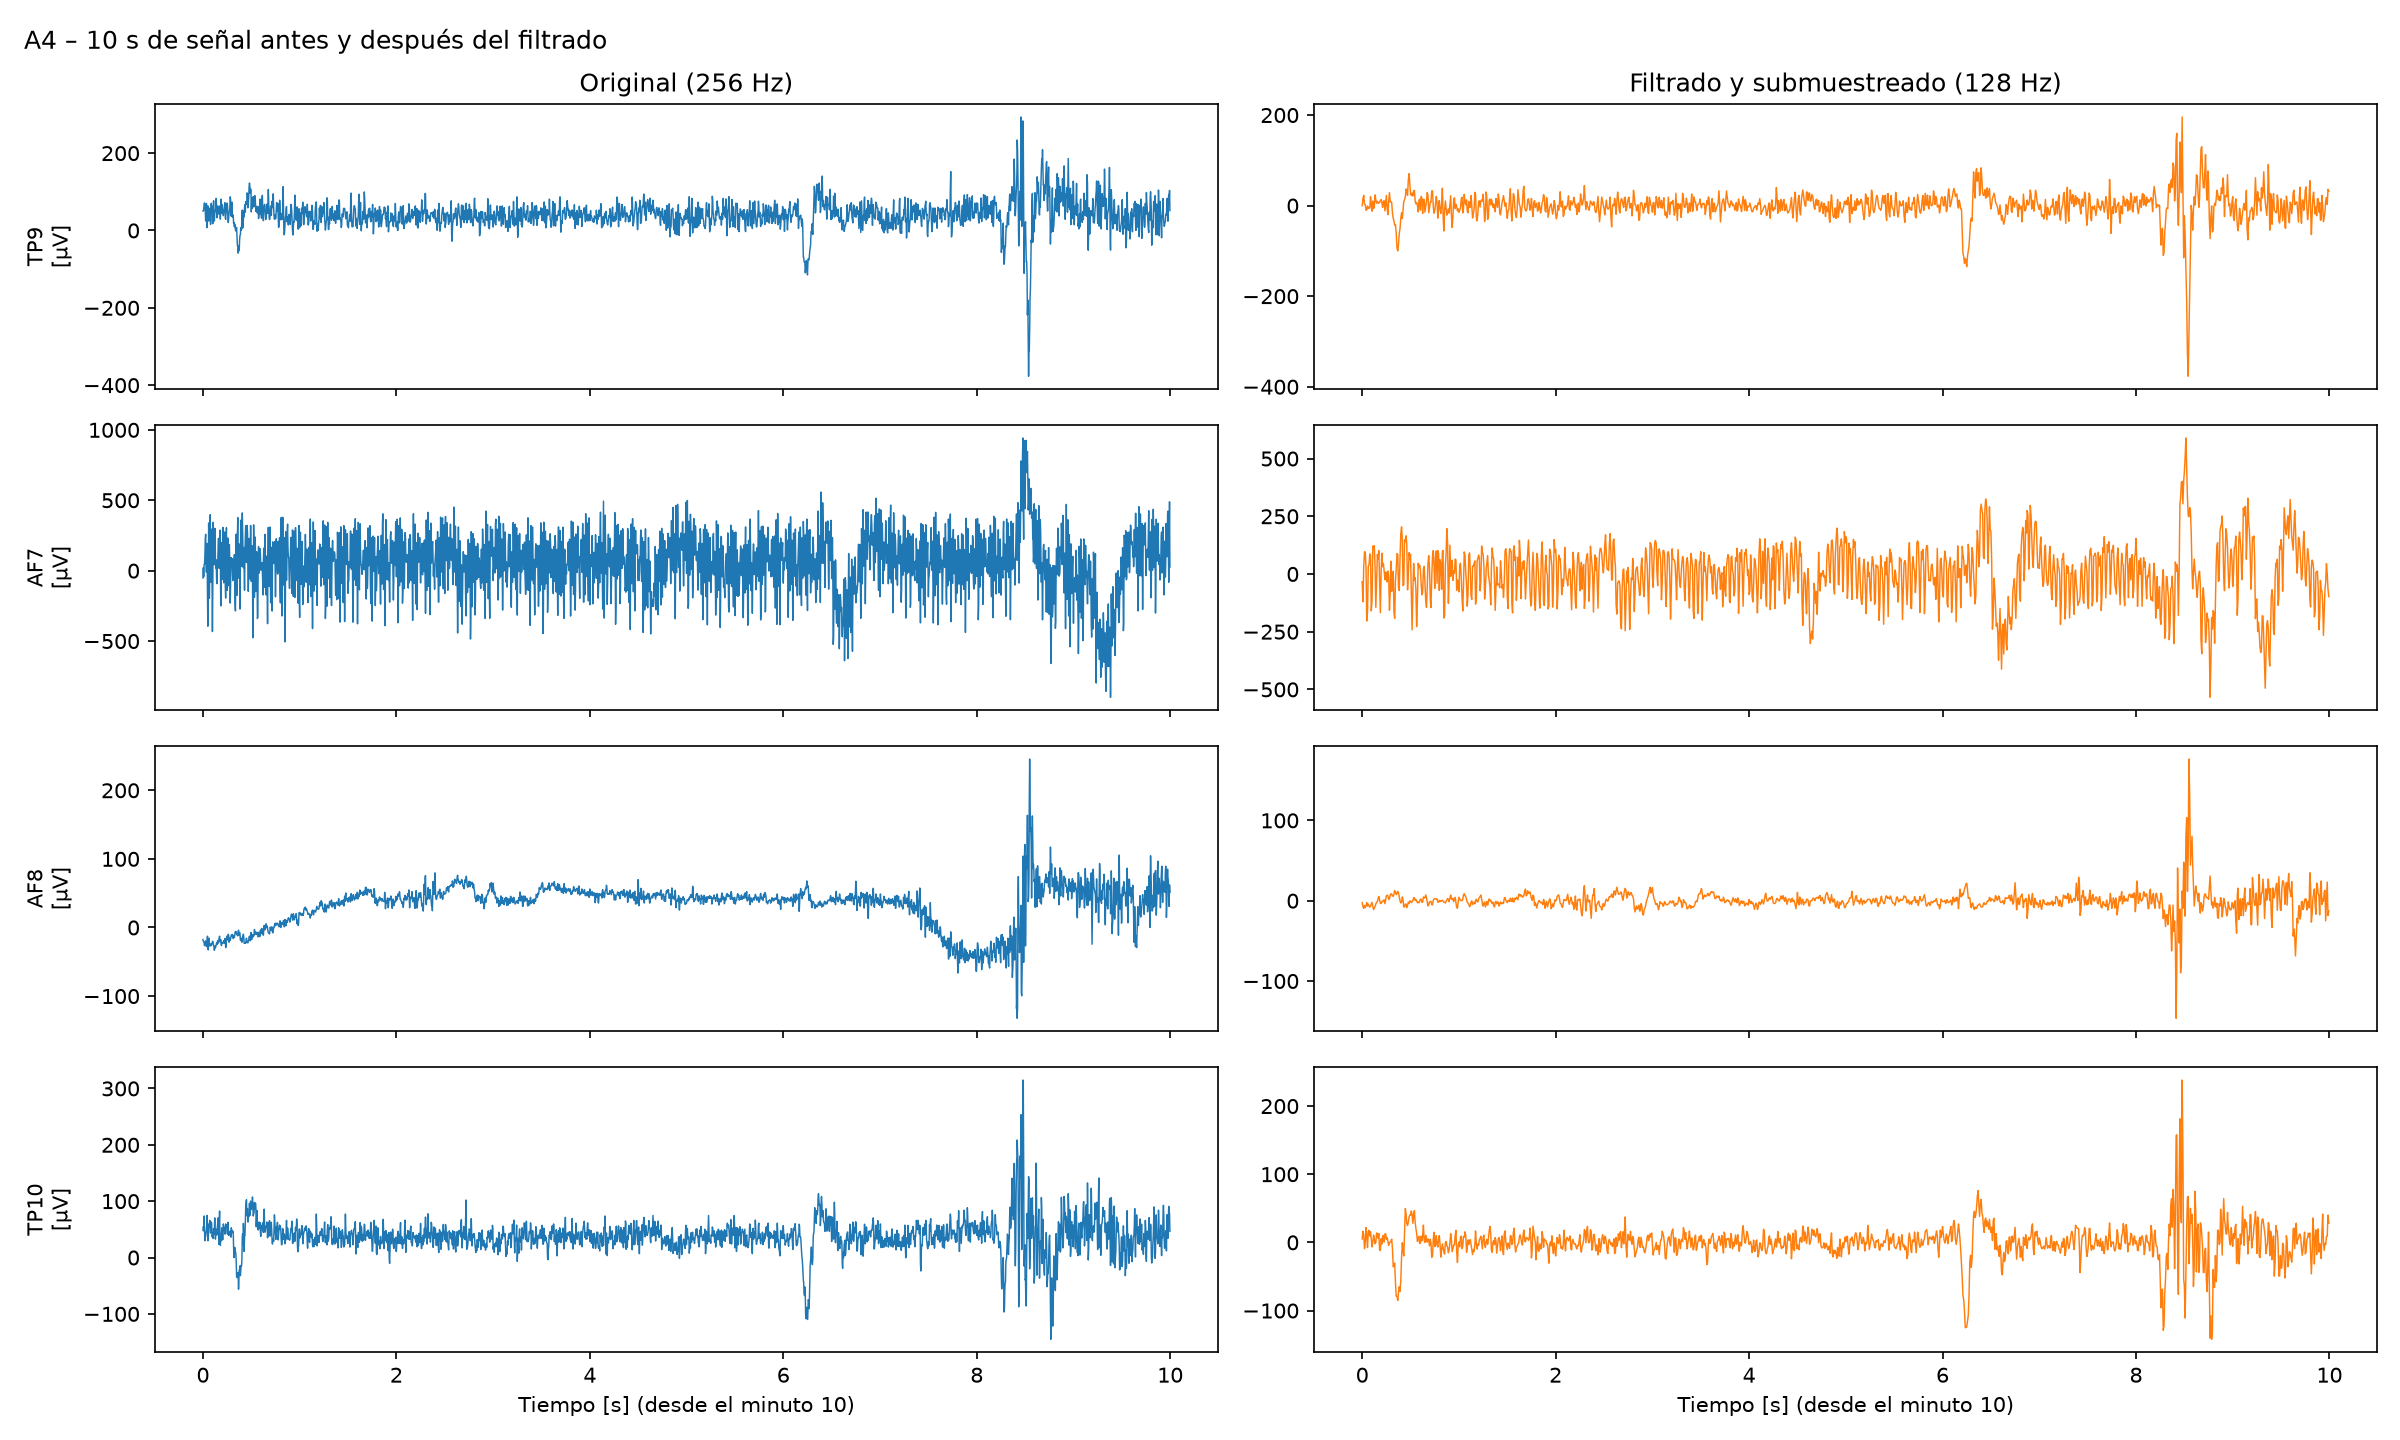 A4 – 10 s de señal antes y después del filtrado
Original (256 Hz)
Filtrado y submuestreado (128 Hz)
TP9
[µV]
200
0
−200
−400
200
0
−200
−400
AF7
[µV]
1000
500
0
−500
500
250
0
−250
−500
AF8
[µV]
200
100
0
−100
100
0
−100
TP10
[µV]
300
200
100
0
−100
200
100
0
−100
0 2 4 6 8 10
0 2 4 6 8 10
Tiempo [s] (desde el minuto 10)
Tiempo [s] (desde el minuto 10)